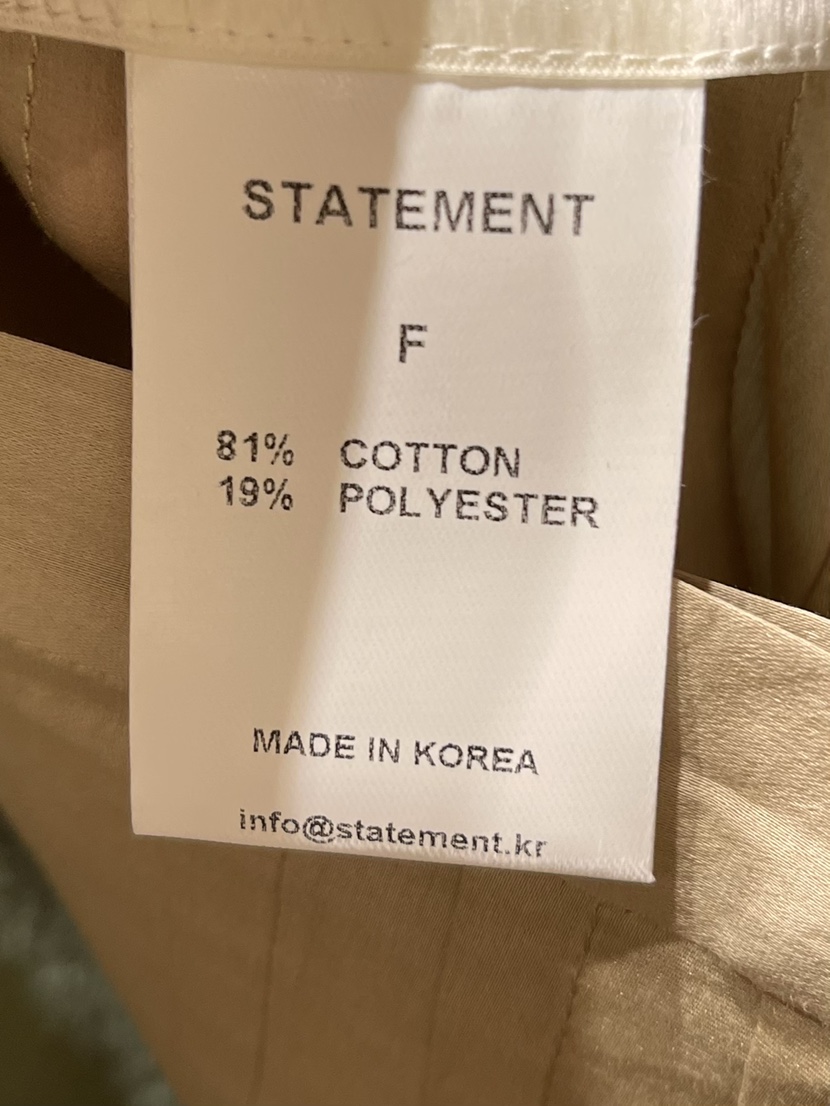 STATEMENT
F
81% COTTON
19% POLYESTER
MADE IN KOREA
info@statement.kr